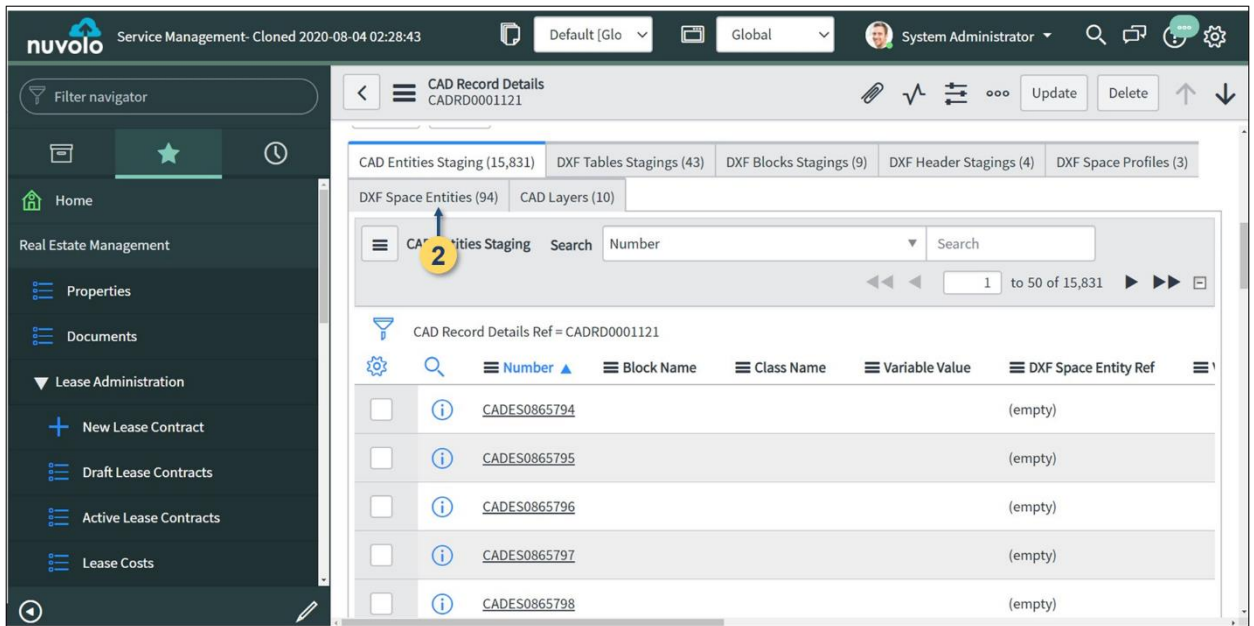 nuvolo
Service Management- Cloned 2020-08-04 02:28:43
Default [Glo
Global
System Administrator
Filter navigator
Home
Real Estate Management
Properties
Documents
Lease Administration
New Lease Contract
Draft Lease Contracts
Active Lease Contracts
Lease Costs
CAD Record Details
CADRD0001121
Update
Delete
CAD Entities Staging (15,831) DXF Tables Stagings (43) DXF Blocks Stagings (9) DXF Header Stagings (4) DXF Space Profiles (3)
DXF Space Entities (94) CAD Layers (10)
2
Staging Search Number Search
1 to 50 of 15,831
CAD Record Details Ref = CADRD0001121
Number Block Name Class Name Variable Value DXF Space Entity Ref
CADES0865794 (empty)
CADES0865795 (empty)
CADES0865796 (empty)
CADES0865797 (empty)
CADES0865798 (empty)